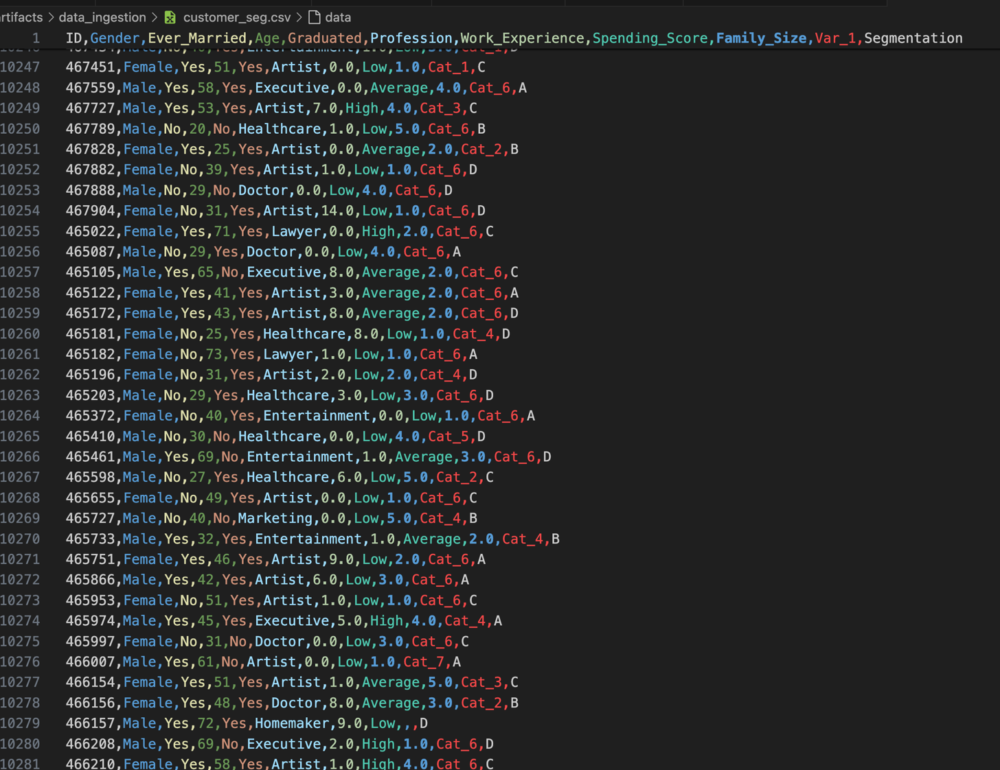 rtifacts > data_ingestion > customer_seg.csv > data
1 ID,Gender,Ever_Married,Age,Graduated,Profession,Work_Experience,Spending_Score,Family_Size,Var_1,Segmentation
10247 467451,Female,Yes,51,Yes,Artist,0.0,Low,1.0,Cat_1,C
10248 467559,Male,Yes,58,Yes,Executive,0.0,Average,4.0,Cat_6,A
10249 467727,Male,Yes,53,Yes,Artist,7.0,High,4.0,Cat_3,C
10250 467789,Male,No,20,No,Healthcare,1.0,Low,5.0,Cat_6,B
10251 467828,Female,Yes,25,Yes,Artist,0.0,Average,2.0,Cat_2,B
10252 467882,Female,No,39,Yes,Artist,1.0,Low,1.0,Cat_6,D
10253 467888,Male,No,29,No,Doctor,0.0,Low,4.0,Cat_6,D
10254 467904,Female,No,31,Yes,Artist,14.0,Low,1.0,Cat_6,D
10255 465022,Female,Yes,71,Yes,Lawyer,0.0,High,2.0,Cat_6,C
10256 465087,Male,No,29,Yes,Doctor,0.0,Low,4.0,Cat_6,A
10257 465105,Male,Yes,65,No,Executive,8.0,Average,2.0,Cat_6,C
10258 465122,Female,Yes,41,Yes,Artist,3.0,Average,2.0,Cat_6,A
10259 465172,Female,Yes,43,Yes,Artist,8.0,Average,2.0,Cat_6,D
10260 465181,Female,No,25,Yes,Healthcare,8.0,Low,1.0,Cat_4,D
10261 465182,Female,No,73,Yes,Lawyer,1.0,Low,1.0,Cat_6,A
10262 465196,Female,No,31,Yes,Artist,2.0,Low,2.0,Cat_4,D
10263 465203,Male,No,29,Yes,Healthcare,3.0,Low,3.0,Cat_6,D
10264 465372,Female,No,40,Yes,Entertainment,0.0,Low,1.0,Cat_6,A
10265 465410,Male,No,30,No,Healthcare,0.0,Low,4.0,Cat_5,D
10266 465461,Male,Yes,69,No,Entertainment,1.0,Average,3.0,Cat_6,D
10267 465598,Male,No,27,Yes,Healthcare,6.0,Low,5.0,Cat_2,C
10268 465655,Female,No,49,Yes,Artist,0.0,Low,1.0,Cat_6,C
10269 465727,Male,No,40,No,Marketing,0.0,Low,5.0,Cat_4,B
10270 465733,Male,Yes,32,Yes,Entertainment,1.0,Average,2.0,Cat_4,B
10271 465751,Female,Yes,46,Yes,Artist,9.0,Low,2.0,Cat_6,A
10272 465866,Male,Yes,42,Yes,Artist,6.0,Low,3.0,Cat_6,A
10273 465953,Female,No,51,Yes,Artist,1.0,Low,1.0,Cat_6,C
10274 465974,Male,Yes,45,Yes,Executive,5.0,High,4.0,Cat_4,A
10275 465997,Female,No,31,No,Doctor,0.0,Low,3.0,Cat_6,C
10276 466007,Male,Yes,61,No,Artist,0.0,Low,1.0,Cat_7,A
10277 466154,Female,Yes,51,Yes,Artist,1.0,Average,5.0,Cat_3,C
10278 466156,Female,Yes,48,Yes,Doctor,8.0,Average,3.0,Cat_2,B
10279 466157,Male,Yes,72,Yes,Homemaker,9.0,Low,,,D
10280 466208,Male,Yes,69,No,Executive,2.0,High,1.0,Cat_6,D
10281 466210,Female,Yes,58,Yes,Artist,1.0,High,4.0,Cat_6,C